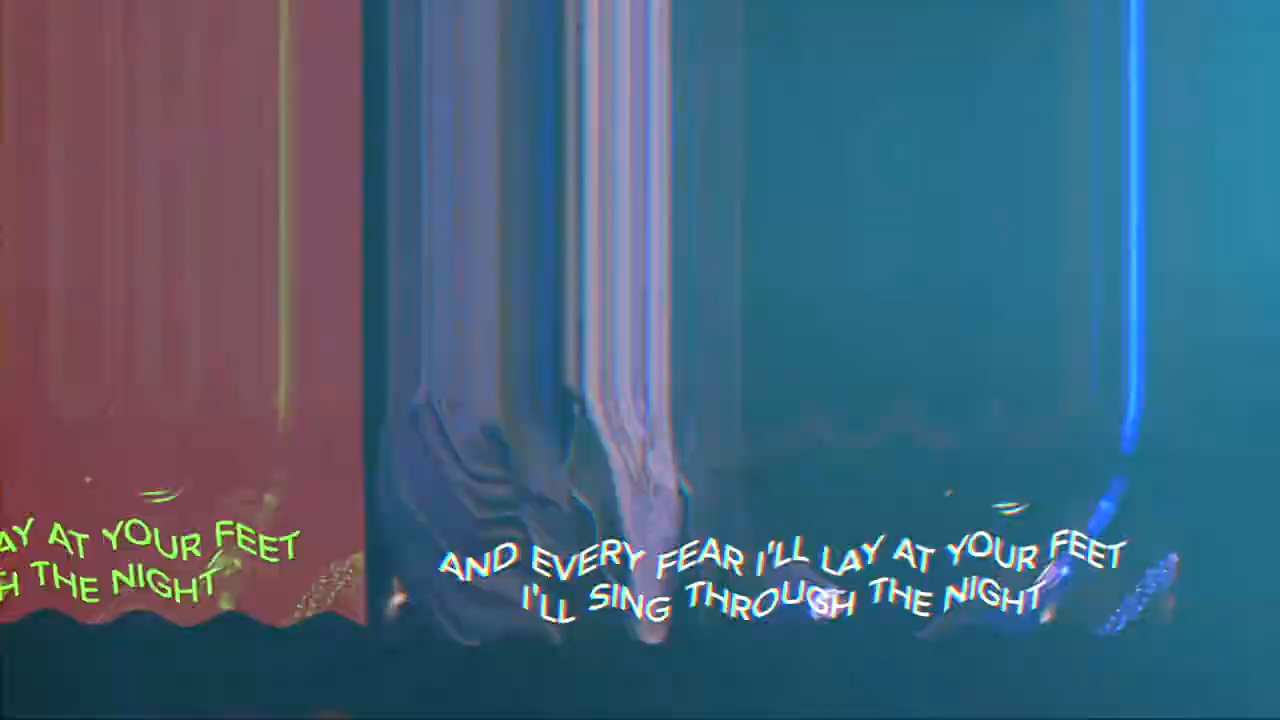 AY AT YOUR FEET
H THE NIGHT
AND EVERY FEAR I'LL LAY AT YOUR FEET
I'LL SING THROUGH THE NIGHT